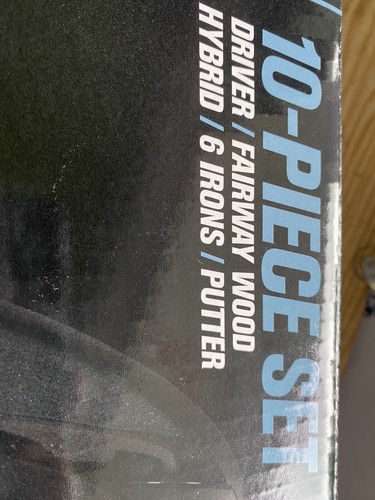 10-PIECE SET
DRIVER / FAIRWAY WOOD
HYBRID / 6 IRONS / PUTTER